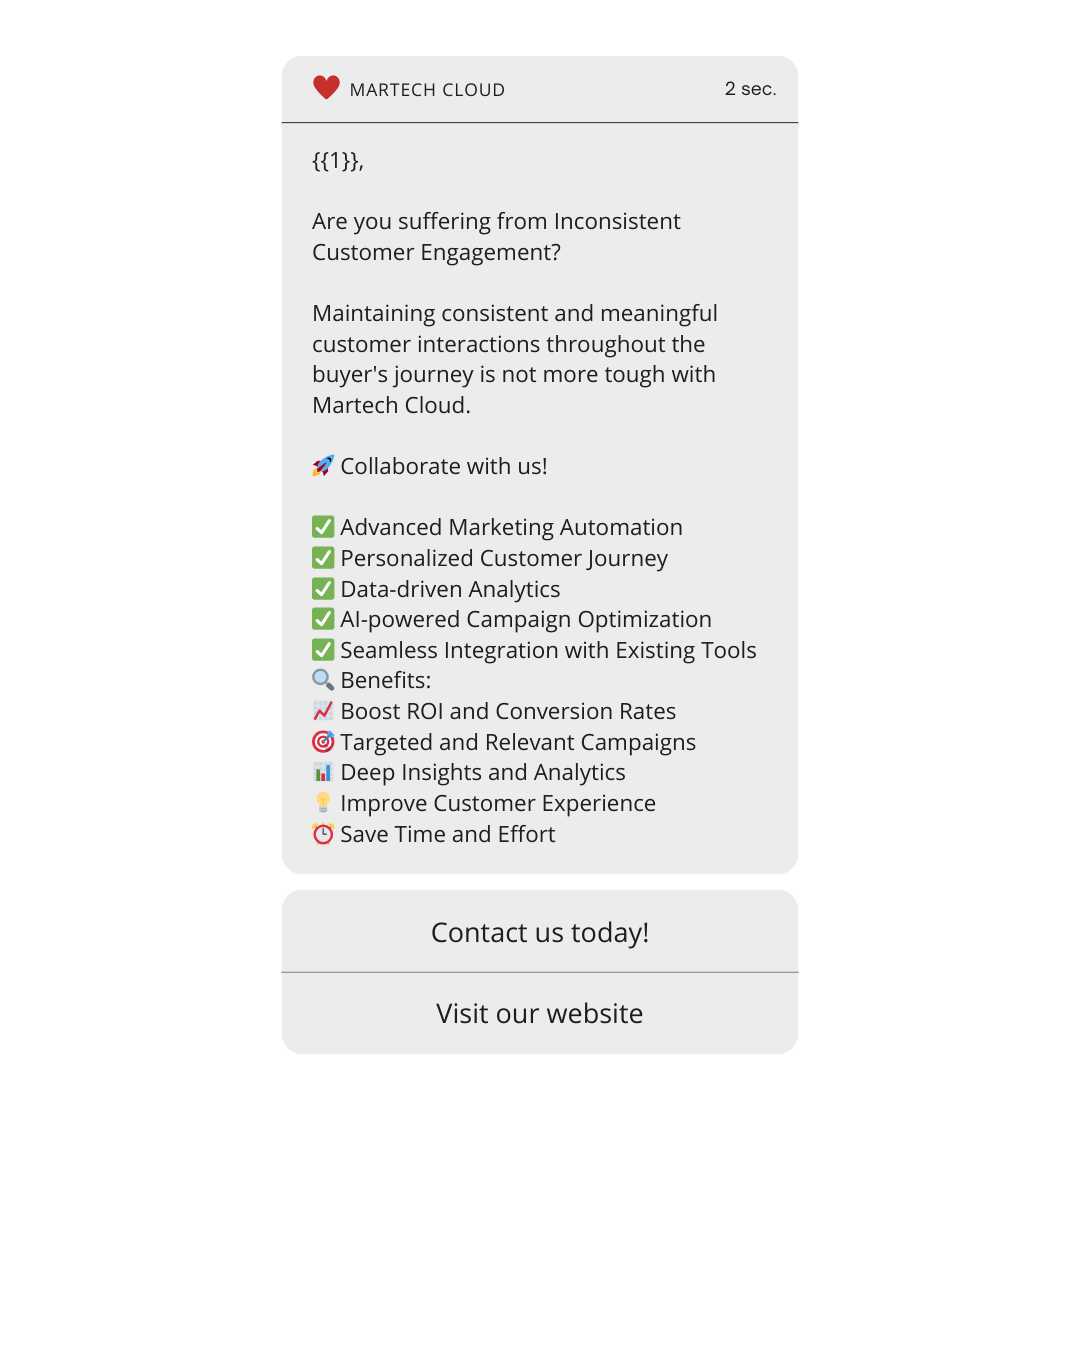 MARTECH CLOUD 2 sec.
{{1}},
Are you suffering from Inconsistent
Customer Engagement?
Maintaining consistent and meaningful
customer interactions throughout the
buyer's journey is not more tough with
Martech Cloud.
🚀 Collaborate with us!
✅ Advanced Marketing Automation
✅ Personalized Customer Journey
✅ Data-driven Analytics
✅ AI-powered Campaign Optimization
✅ Seamless Integration with Existing Tools
🔍 Benefits:
📈 Boost ROI and Conversion Rates
🎯 Targeted and Relevant Campaigns
📊 Deep Insights and Analytics
💡 Improve Customer Experience
⏰ Save Time and Effort
Contact us today!
Visit our website